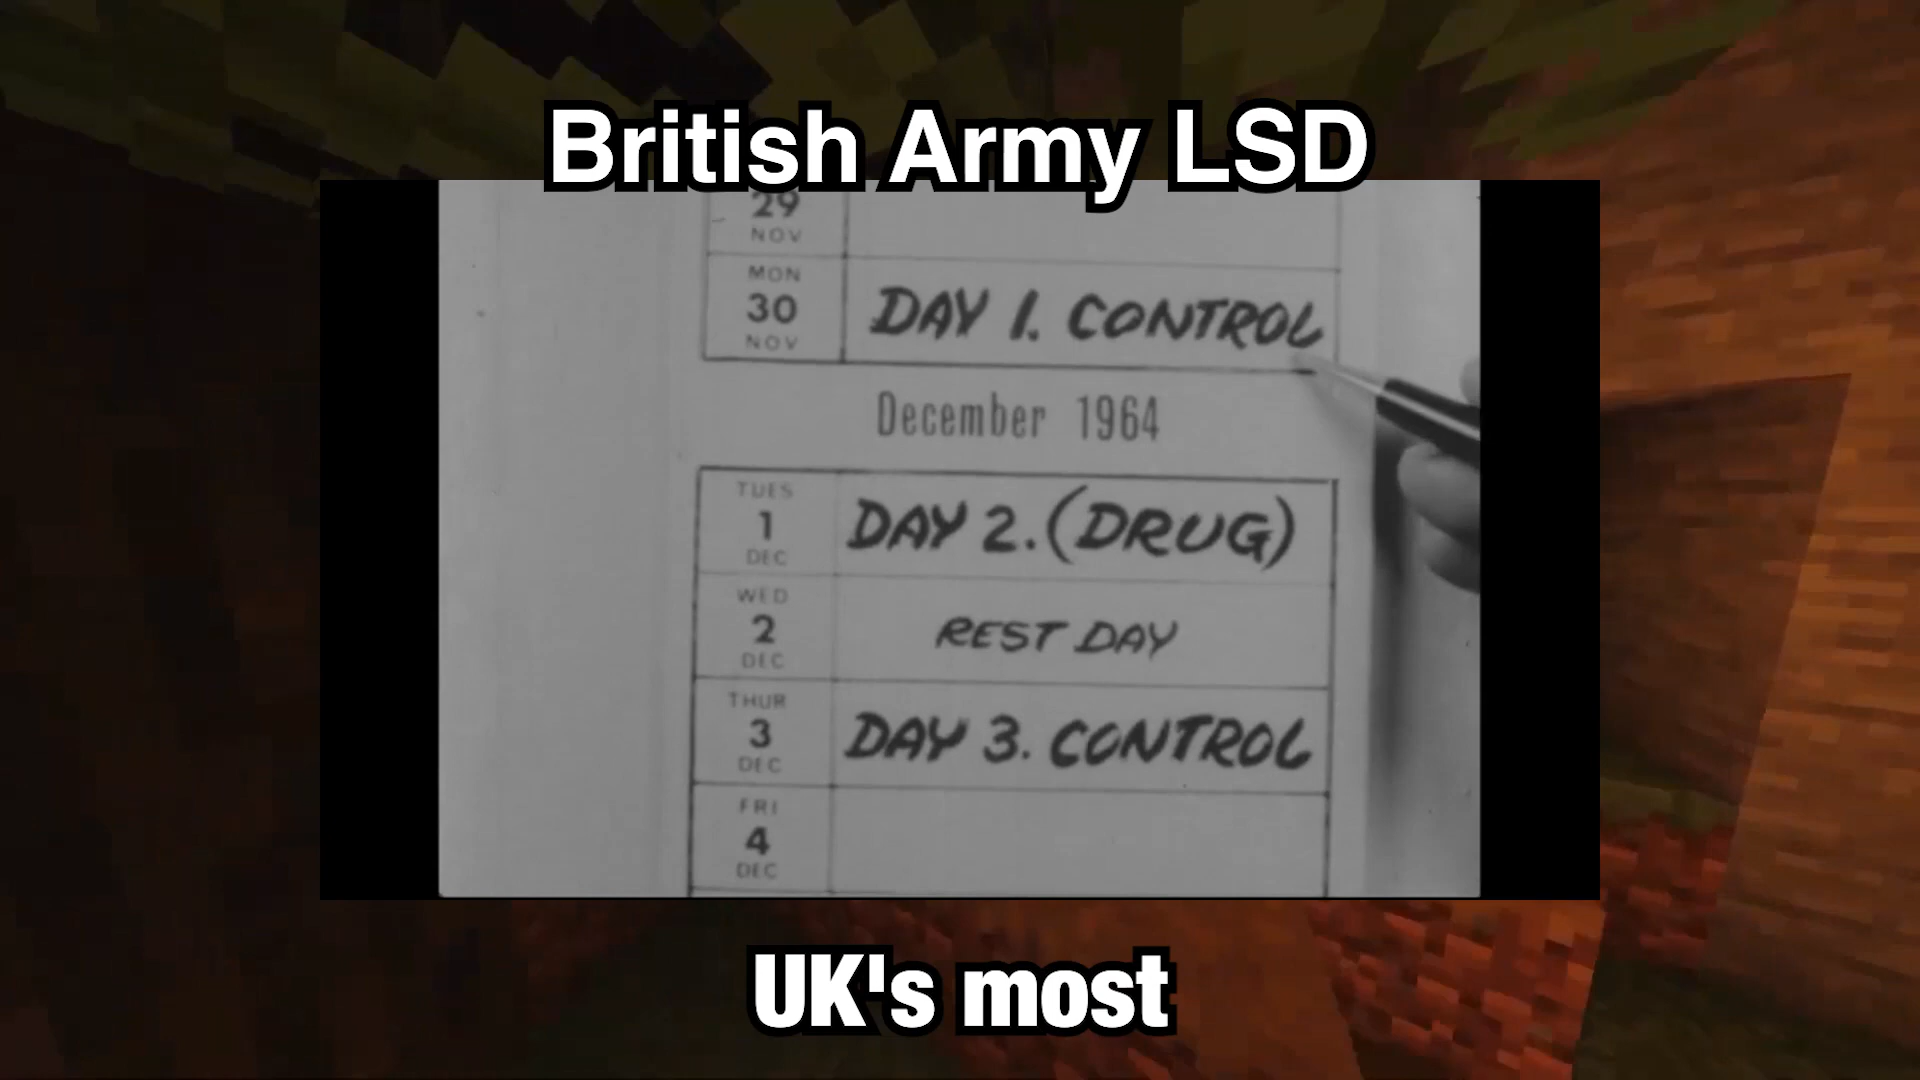 British Army LSD
29
NOV
MON
30
NOV
DAY 1. CONTROL
December 1964
TUES
1
DEC
DAY 2. (DRUG)
WED
2
DEC
REST DAY
THUR
3
DEC
DAY 3. CONTROL
FRI
4
DEC
UK's most